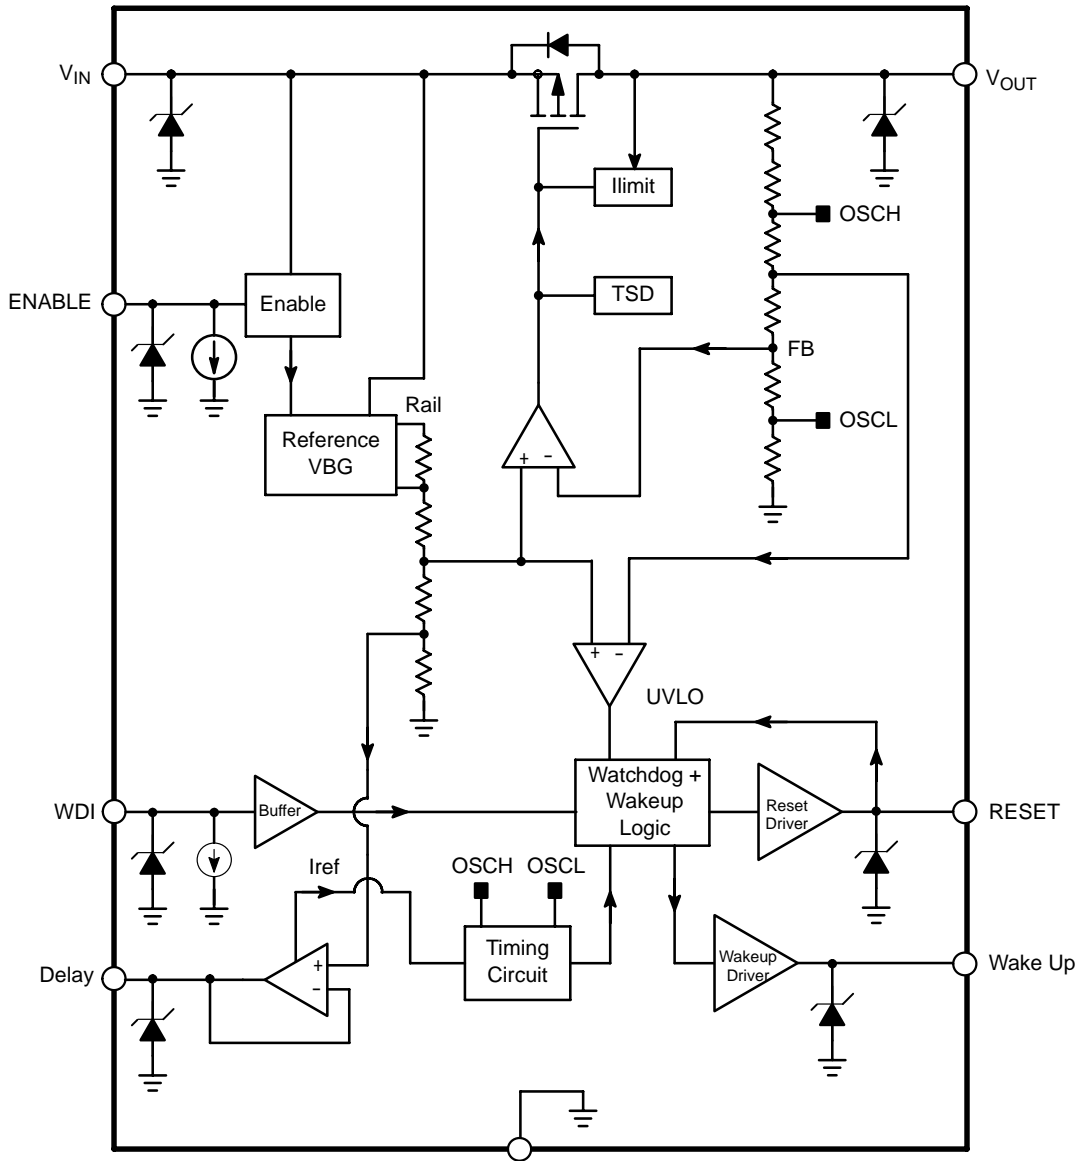 VIN
VOUT
Ilimit
OSCH
ENABLE
Enable
TSD
FB
Rail
OSCL
Reference
VBG
+ −
+ −
UVLO
Watchdog +
Wakeup
Logic
WDI
Buffer
Reset
Driver
RESET
Iref
OSCH
OSCL
Timing
Circuit
Delay
+
−
Wakeup
Driver
Wake Up